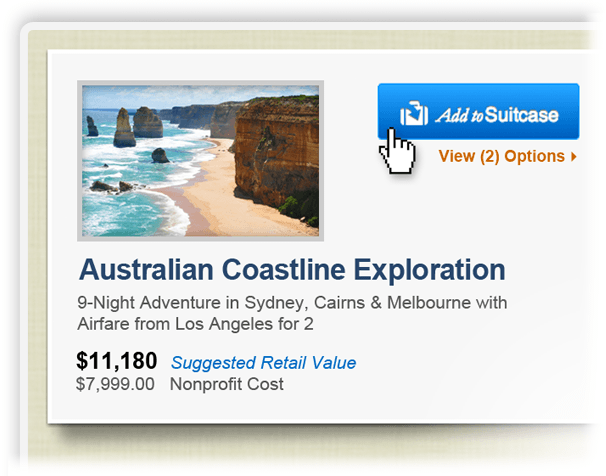 Add to Suitcase
View (2) Options
Australian Coastline Exploration
9-Night Adventure in Sydney, Cairns & Melbourne with
Airfare from Los Angeles for 2
$11,180 Suggested Retail Value
$7,999.00 Nonprofit Cost